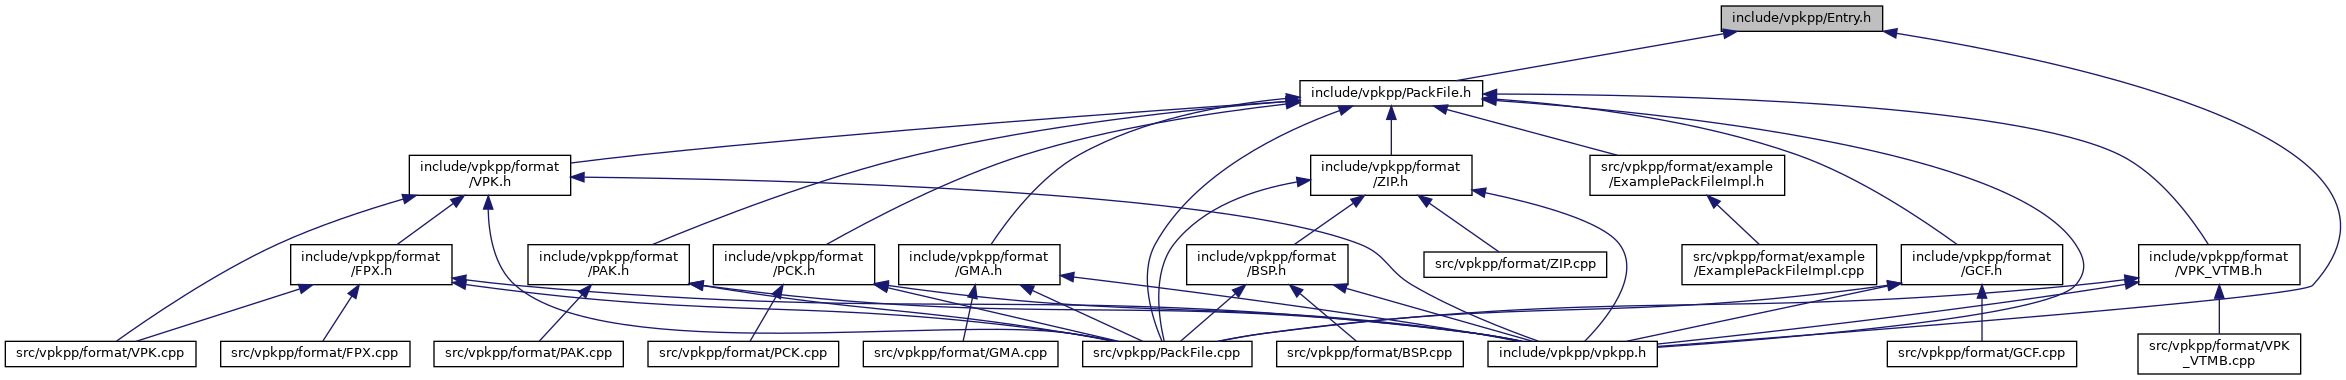 include/vpkpp/Entry.h
include/vpkpp/PackFile.h
include/vpkpp/format
/VPK.h
include/vpkpp/format
/ZIP.h
src/vpkpp/format/example
/ExamplePackFileImpl.h
include/vpkpp/format
/FPX.h
include/vpkpp/format
/PAK.h
include/vpkpp/format
/PCK.h
include/vpkpp/format
/GMA.h
include/vpkpp/format
/BSP.h
src/vpkpp/format/ZIP.cpp
src/vpkpp/format/example
/ExamplePackFileImpl.cpp
include/vpkpp/format
/GCF.h
include/vpkpp/format
/VPK_VTMB.h
src/vpkpp/format/VPK.cpp
src/vpkpp/format/FPX.cpp
src/vpkpp/format/PAK.cpp
src/vpkpp/format/PCK.cpp
src/vpkpp/format/GMA.cpp
src/vpkpp/PackFile.cpp
src/vpkpp/format/BSP.cpp
include/vpkpp/vpkpp.h
src/vpkpp/format/GCF.cpp
src/vpkpp/format/VPK
_VTMB.cpp